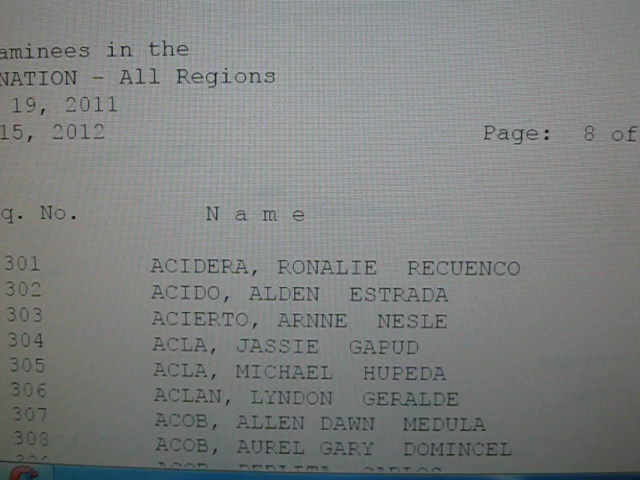 aminees in the
NATION - All Regions
19, 2011
15, 2012 Page: 8 of
q. No. N a m e
301 ACIDERA, RONALIE RECUENCO
302 ACIDO, ALDEN ESTRADA
303 ACIERTO, ARNNE NESLE
304 ACLA, JASSIE GAPUD
305 ACLA, MICHAEL HUPEDA
306 ACLAN, LYNDON GERALDE
307 ACOB, ALLEN DAWN MEDULA
308 ACOB, AUREL GARY DOMINCEL